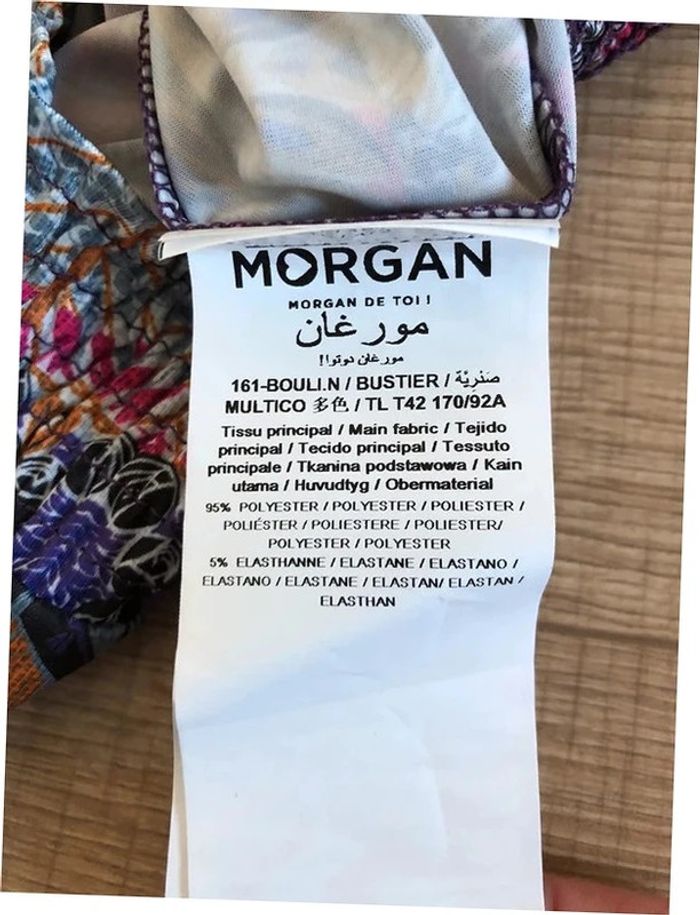 MORGAN
MORGAN DE TOI !
مورغان
مورغان دوتوا!
161-BOULI.N / BUSTIER / صَدْرِيَّة
MULTICO 多色 / TL T42 170/92A
Tissu principal / Main fabric / Tejido
principal / Tecido principal / Tessuto
principale / Tkanina podstawowa / Kain
utama / Huvudtyg / Obermaterial
95% POLYESTER / POLYESTER / POLIESTER /
POLIÉSTER / POLIESTERE / POLIESTER/
POLYESTER / POLYESTER
5% ELASTHANNE / ELASTANE / ELASTANO /
ELASTANO / ELASTANE / ELASTAN/ ELASTAN /
ELASTHAN